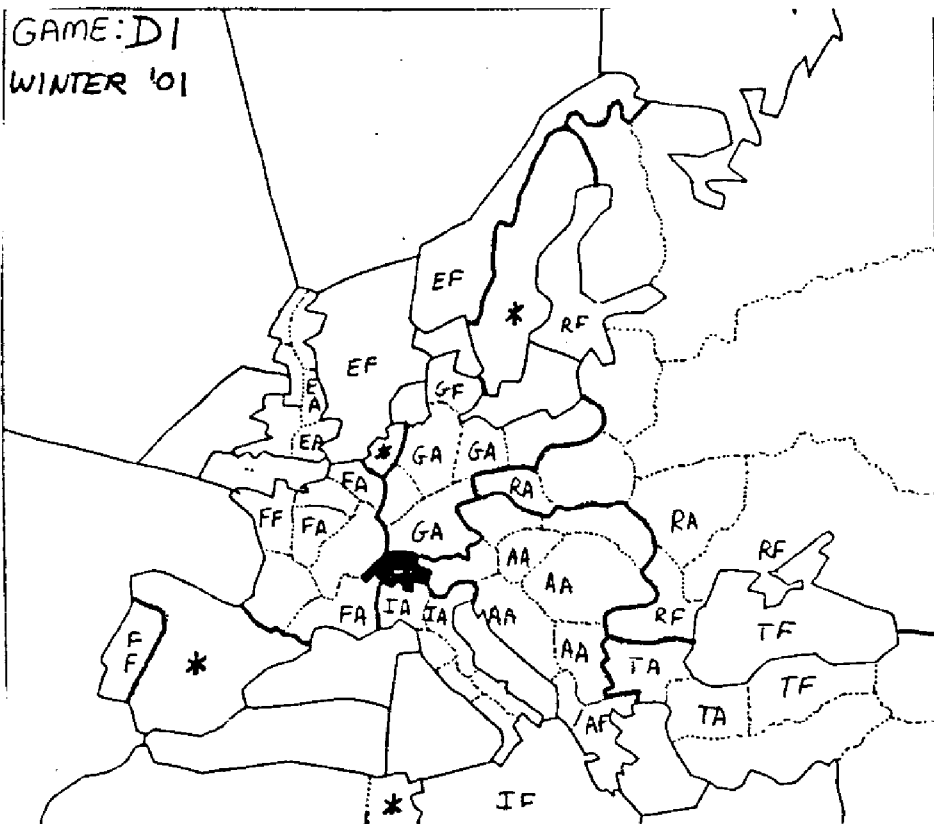 GAME: D1
WINTER '01
EF
*
RF
EF
E
A
GF
EA
*
GA
GA
FA
RA
FF
FA
GA
RA
AA
RF
AA
FA
IA
IA
AA
RF
TF
F
F
*
AA
TA
TF
AF
TA
*
IF